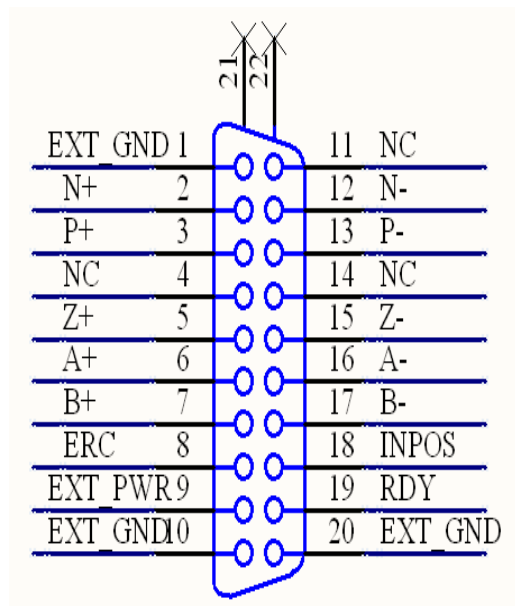 21 22
EXT_GND 1 11 NC
N+ 2 12 N-
P+ 3 13 P-
NC 4 14 NC
Z+ 5 15 Z-
A+ 6 16 A-
B+ 7 17 B-
ERC 8 18 INPOS
EXT_PWR 9 19 RDY
EXT_GND 10 20 EXT_GND